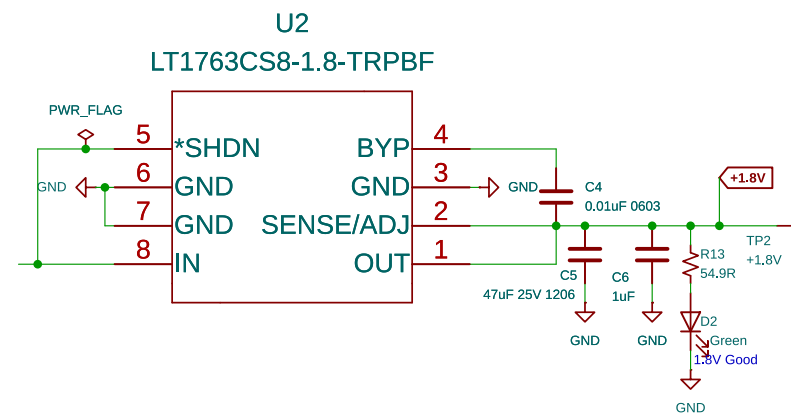 U2
LT1763CS8-1.8-TRPBF
PWR_FLAG
5
*SHDN
BYP
4
6
GND
GND
GND
3
GND
7
GND
SENSE/ADJ
2
8
IN
OUT
1
C4
0.01uF 0603
+1.8V
C5
47uF 25V 1206
GND
C6
1uF
GND
R13
54.9R
TP2
+1.8V
D2
Green
1.8V Good
GND